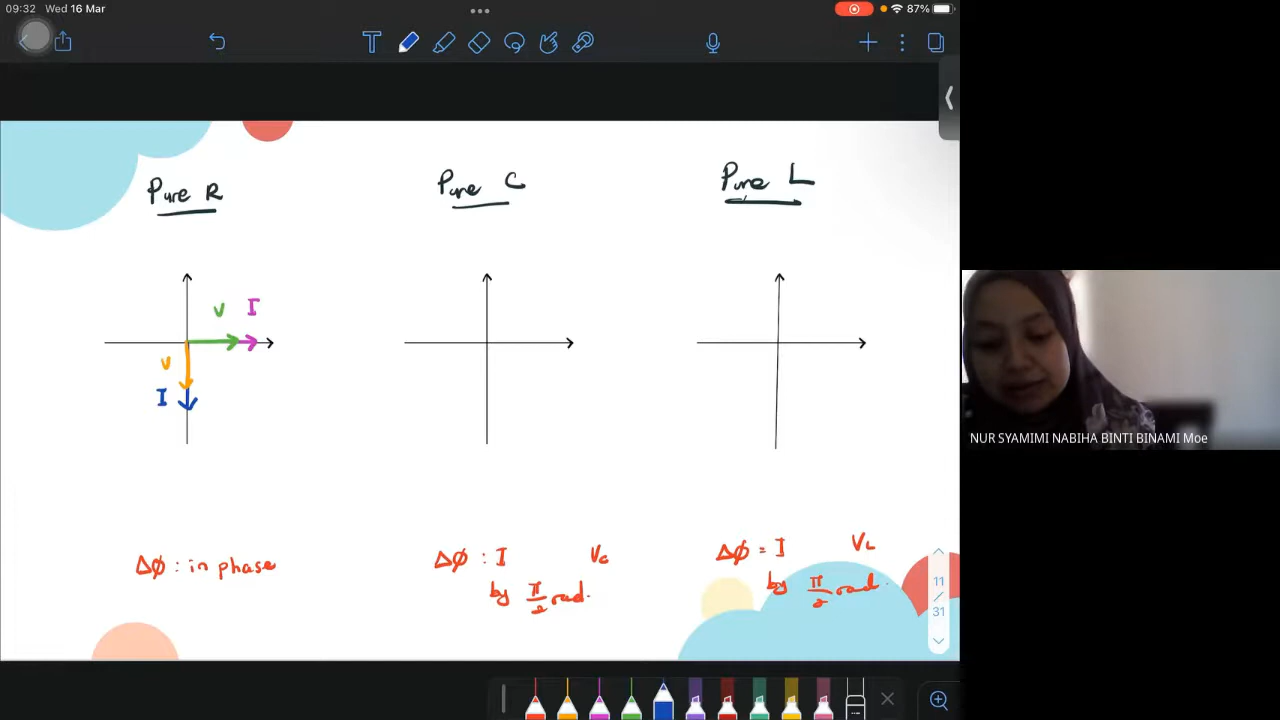 09:32 Wed 16 Mar
87%
T
Pure R
Pure C
Pure L
V I
V
I
Δφ : in phase
Δφ : I Vc
by π/2 rad.
Δφ = I VL
by π/2 rad.
11
/
31
NUR SYAMIMI NABIHA BINTI BINAMI Moe